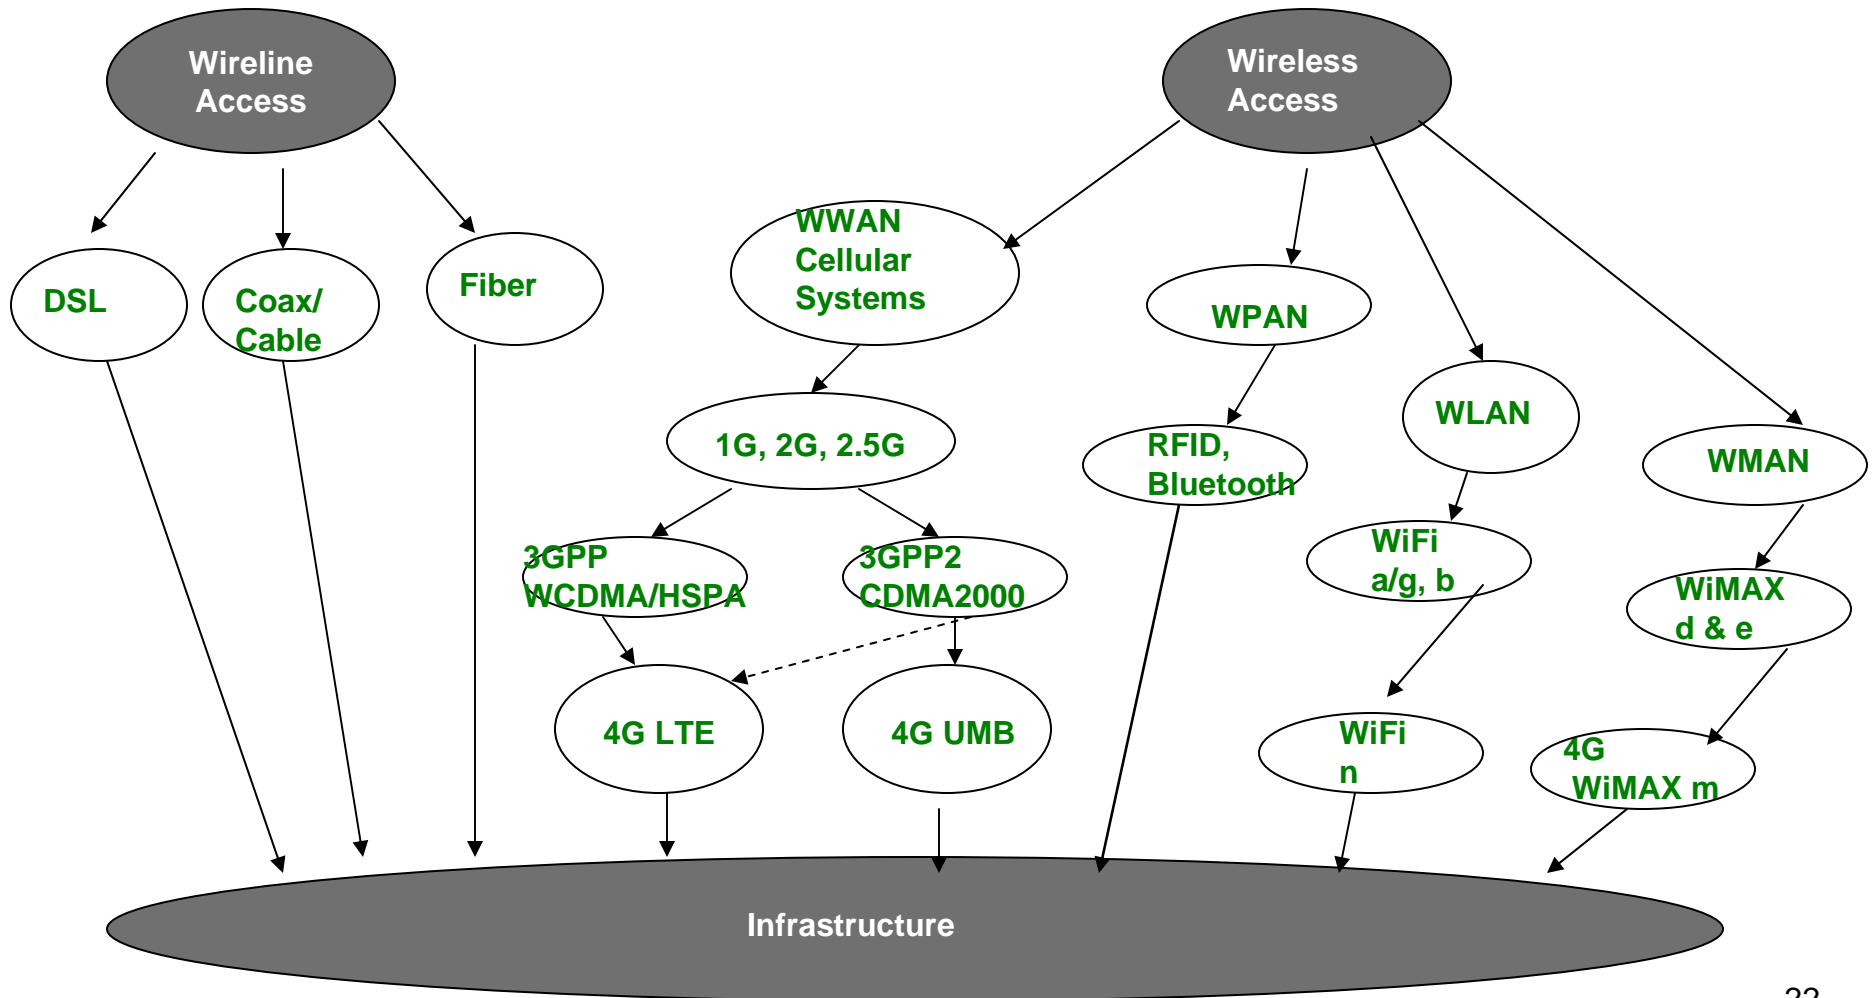 Wireline
Access
Wireless
Access
DSL
Coax/
Cable
Fiber
WWAN
Cellular
Systems
WPAN
WLAN
WMAN
1G, 2G, 2.5G
RFID,
Bluetooth
3GPP
WCDMA/HSPA
3GPP2
CDMA2000
WiFi
a/g, b
WiMAX
d & e
4G LTE
4G UMB
WiFi
n
4G
WiMAX m
Infrastructure
22